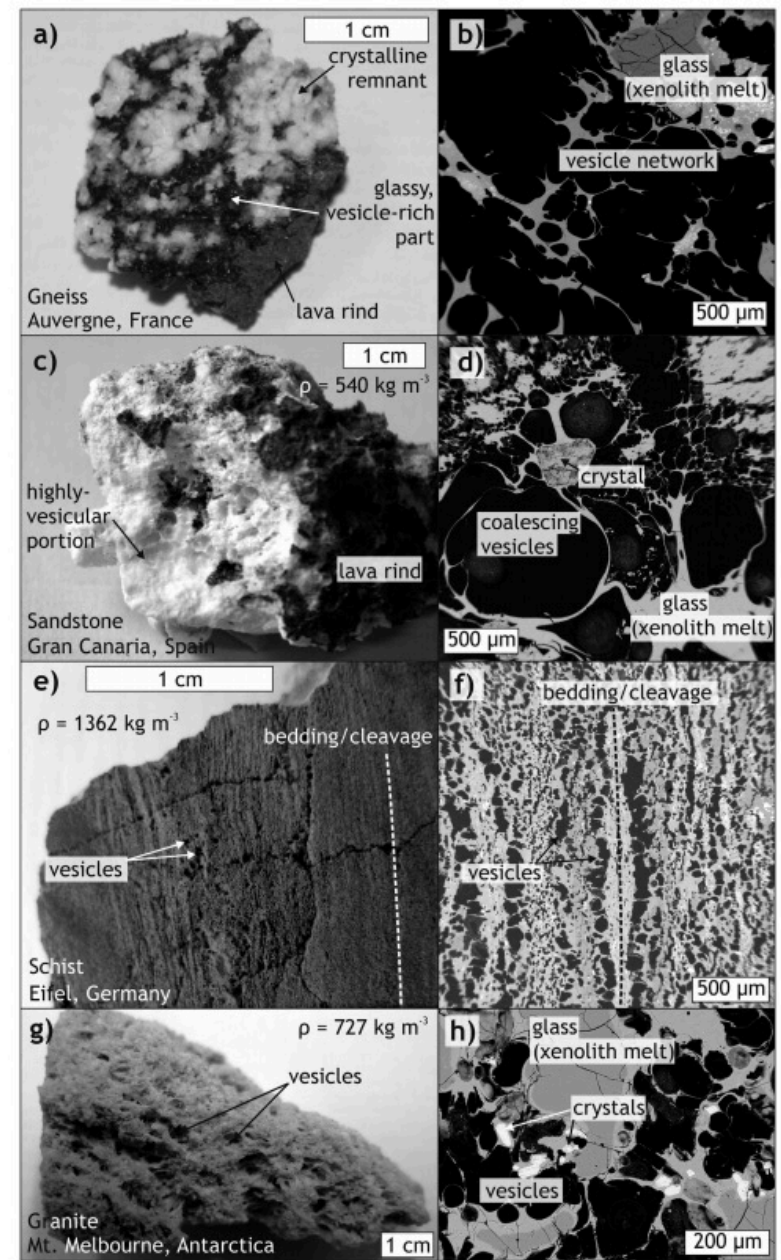 a)
1 cm
crystalline
remnant
glassy,
vesicle-rich
part
lava rind
Gneiss
Auvergne, France
b)
glass
(xenolith melt)
vesicle network
500 µm
c)
1 cm
ρ = 540 kg m⁻³
highly-
vesicular
portion
lava rind
Sandstone
Gran Canaria, Spain
d)
crystal
coalescing
vesicles
glass
(xenolith melt)
500 µm
e)
1 cm
ρ = 1362 kg m⁻³
bedding/cleavage
vesicles
Schist
Eifel, Germany
f)
bedding/cleavage
vesicles
500 µm
g)
ρ = 727 kg m⁻³
vesicles
Granite
Mt. Melbourne, Antarctica
1 cm
h)
glass
(xenolith melt)
crystals
vesicles
200 µm